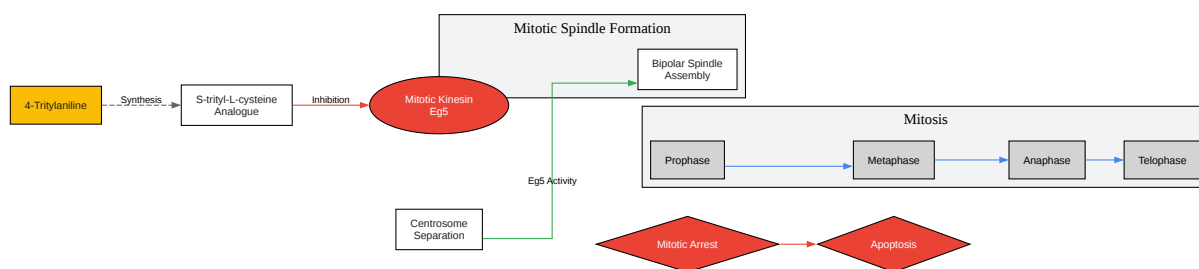 Mitotic Spindle Formation
Bipolar Spindle
Assembly
4-Tritylaniline
Synthesis
S-trityl-L-cysteine
Analogue
Inhibition
Mitotic Kinesin
Eg5
Mitosis
Prophase
Metaphase
Anaphase
Telophase
Eg5 Activity
Centrosome
Separation
Mitotic Arrest
Apoptosis